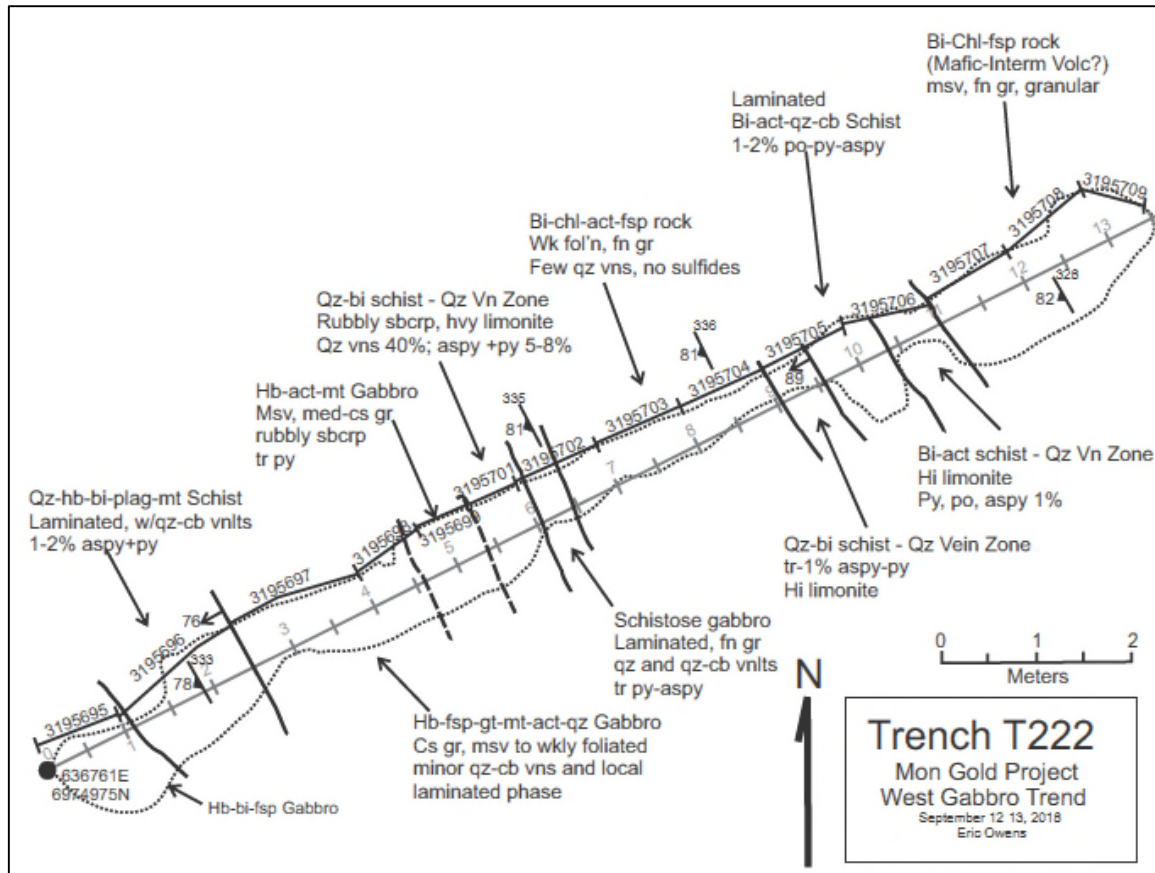 Bi-Chl-fsp rock
(Mafic-Interm Volc?)
msv, fn gr, granular
Laminated
Bi-act-qz-cb Schist
1-2% po-py-aspy
Bi-chl-act-fsp rock
Wk fol'n, fn gr
Few qz vns, no sulfides
Qz-bi schist - Qz Vn Zone
Rubbly sbcrp, hvy limonite
Qz vns 40%; aspy +py 5-8%
Hb-act-mt Gabbro
Msv, med-cs gr
rubbly sbcrp
tr py
Qz-hb-bi-plag-mt Schist
Laminated, w/qz-cb vnlts
1-2% aspy+py
3195695
3195696
3195697
3195698
3195699
3195701
3195702
3195703
3195704
3195705
3195706
3195707
3195708
3195709
0
1
2
3
4
5
6
7
8
9
10
11
12
13
76
333
78
335
81
336
81
89
328
82
636761E
6974975N
Hb-bi-fsp Gabbro
Hb-fsp-gt-mt-act-qz Gabbro
Cs gr, msv to wkly foliated
minor qz-cb vns and local
laminated phase
Schistose gabbro
Laminated, fn gr
qz and qz-cb vnlts
tr py-aspy
Qz-bi schist - Qz Vein Zone
tr-1% aspy-py
Hi limonite
Bi-act schist - Qz Vn Zone
Hi limonite
Py, po, aspy 1%
0 1 2
Meters
N
Trench T222
Mon Gold Project
West Gabbro Trend
September 12 13, 2018
Eric Owens